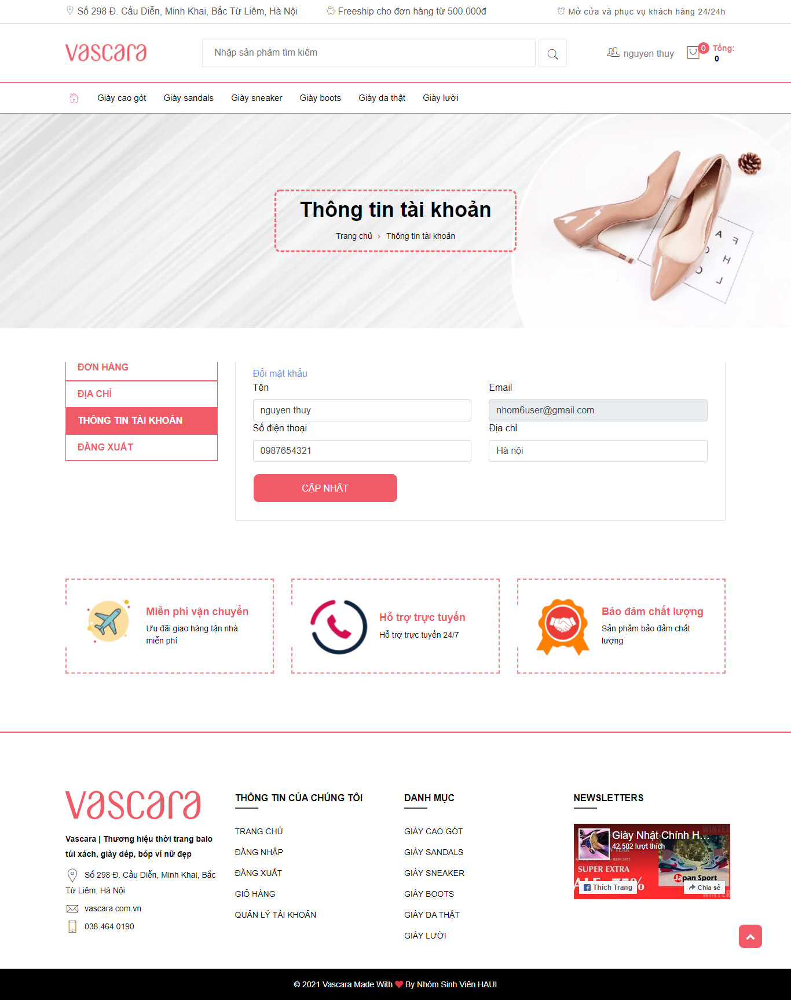 Số 298 Đ. Cầu Diễn, Minh Khai, Bắc Từ Liêm, Hà Nội
Freeship cho đơn hàng từ 500.000đ
Mở cửa và phục vụ khách hàng 24/24h
vascara
Nhập sản phẩm tìm kiếm
nguyen thuy
0
Tổng:
0
Giày cao gót
Giày sandals
Giày sneaker
Giày boots
Giày da thật
Giày lười
Thông tin tài khoản
Trang chủ > Thông tin tài khoản
ĐƠN HÀNG
ĐỊA CHỈ
THÔNG TIN TÀI KHOẢN
ĐĂNG XUẤT
Đổi mật khẩu
Tên
Email
nguyen thuy
nhom6user@gmail.com
Số điện thoại
Địa chỉ
0987654321
Hà nội
CẬP NHẬT
Miễn phí vận chuyển
Ưu đãi giao hàng tận nhà
miễn phí
Hỗ trợ trực tuyến
Hỗ trợ trực tuyến 24/7
Bảo đảm chất lượng
Sản phẩm bảo đảm chất
lượng
vascara
Vascara | Thương hiệu thời trang balo
túi xách, giày dép, bóp ví nữ đẹp
Số 298 Đ. Cầu Diễn, Minh Khai, Bắc
Từ Liêm, Hà Nội
vascara.com.vn
038.464.0190
THÔNG TIN CỦA CHÚNG TÔI
TRANG CHỦ
ĐĂNG NHẬP
ĐĂNG XUẤT
GIỎ HÀNG
QUẢN LÝ TÀI KHOẢN
DANH MỤC
GIÀY CAO GÓT
GIÀY SANDALS
GIÀY SNEAKER
GIÀY BOOTS
GIÀY DA THẬT
GIÀY LƯỜI
NEWSLETTERS
Giày Nhật Chính H...
42.582 lượt thích
SUPER EXTRA
Japan Sport
Thích Trang
Chia sẻ
WINTER
© 2021 Vascara Made With ❤ By Nhóm Sinh Viên HAUI